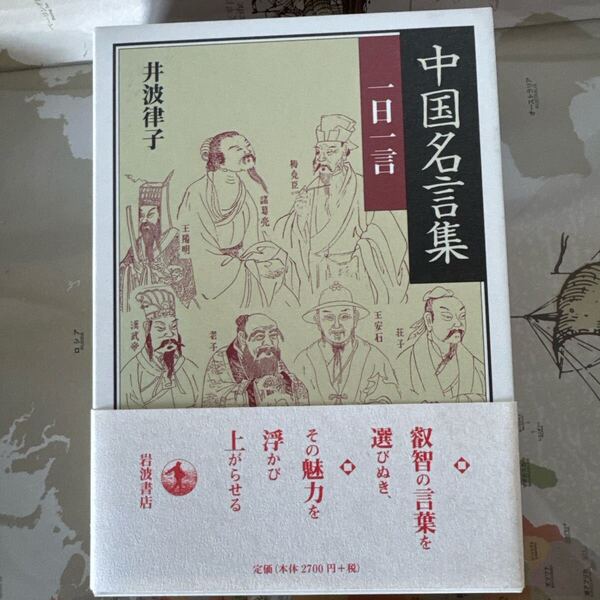 中国名言集
一日一言
井波律子
梅堯臣
諸葛亮
王陽明
荘子
王安石
老子
漢武帝
叡智の言葉を
選びぬき、
その魅力を
浮かび
上がらせる
岩波書店
定価(本体2700円+税)
ロシア